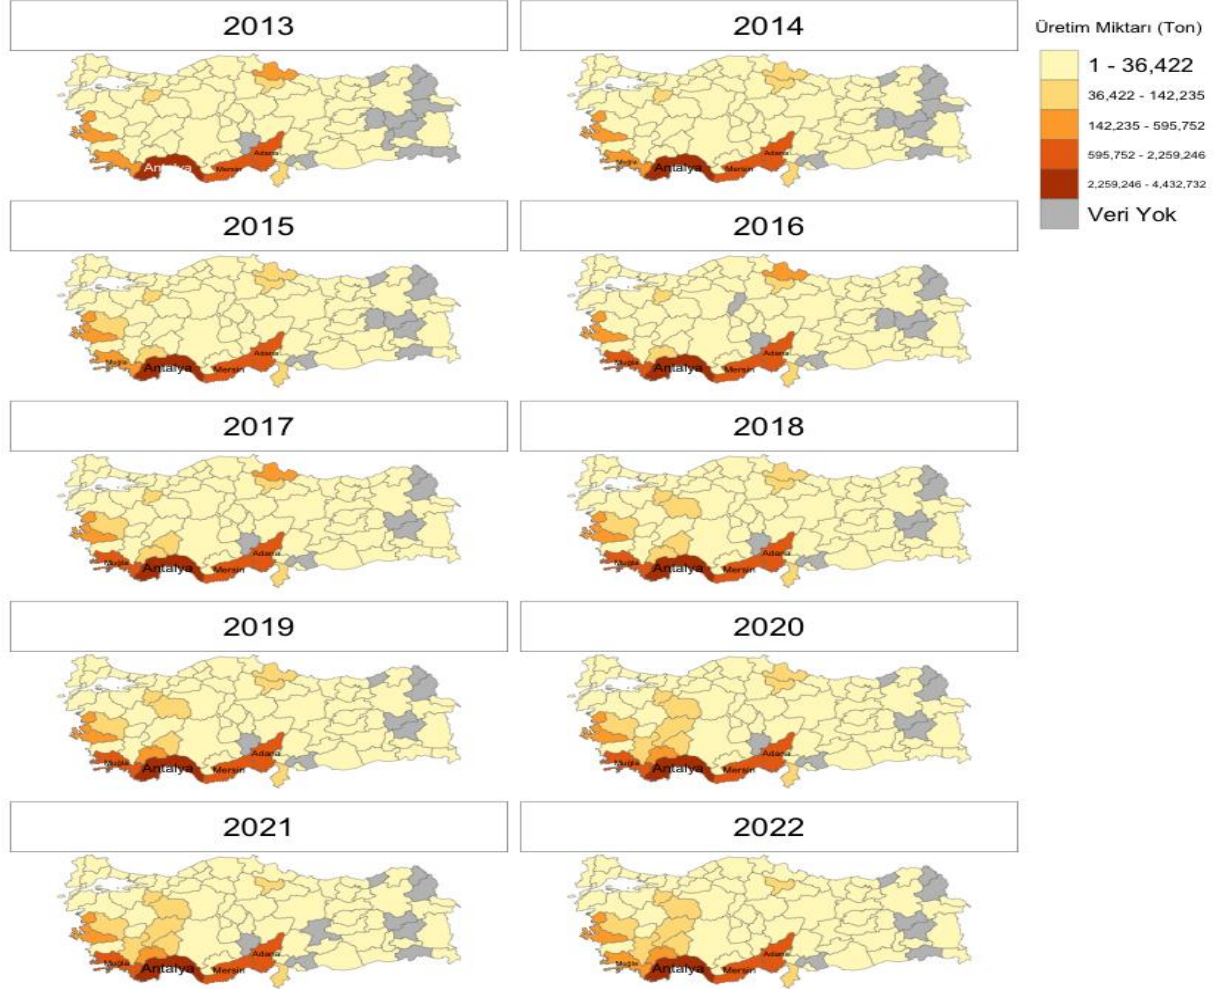 2013
2014
Üretim Miktarı (Ton)
1 - 36,422
36,422 - 142,235
142,235 - 595,752
595,752 - 2,259,246
2,259,246 - 4,432,732
Veri Yok
Antalya
Mersin
Adana
Muğla
Antalya
Mersin
Adana
2015
2016
Muğla
Antalya
Mersin
Adana
Muğla
Antalya
Mersin
Adana
2017
2018
Muğla
Antalya
Mersin
Adana
Muğla
Antalya
Mersin
Adana
2019
2020
Muğla
Antalya
Mersin
Adana
Muğla
Antalya
Mersin
Adana
2021
2022
Muğla
Antalya
Mersin
Adana
Muğla
Antalya
Mersin
Adana